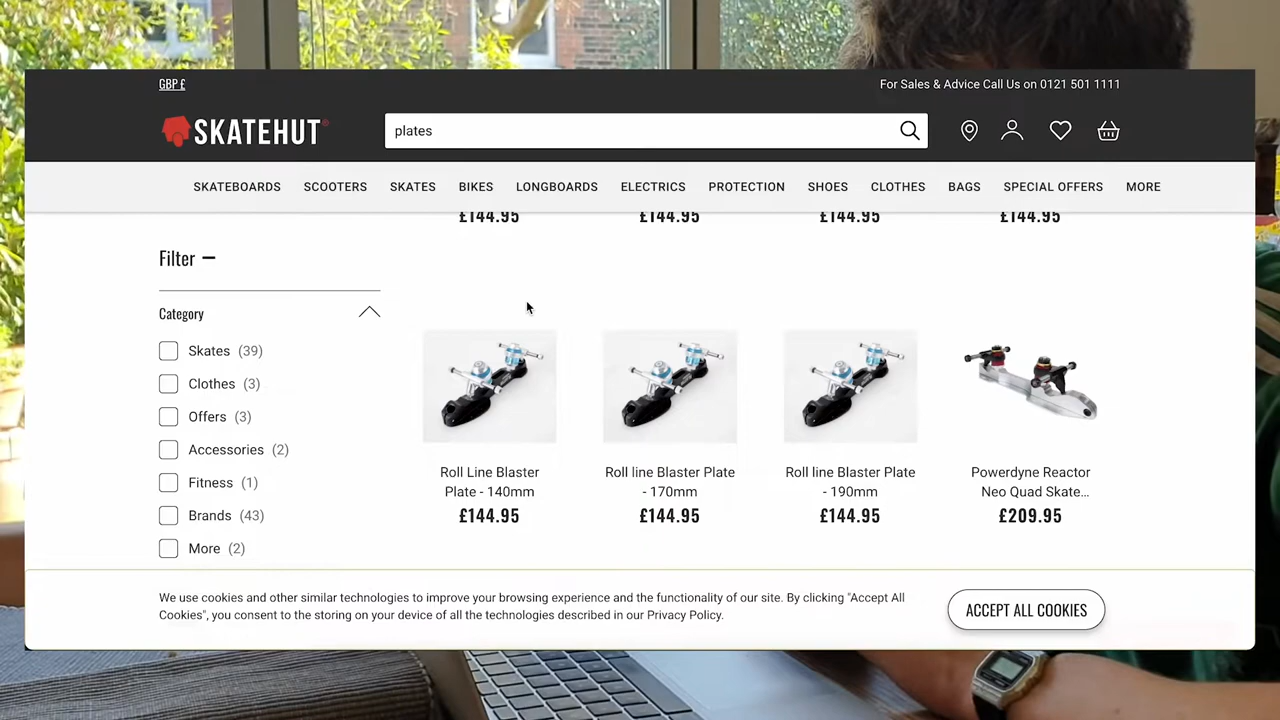 GBP £
For Sales & Advice Call Us on 0121 501 1111
SKATEHUT®
plates
SKATEBOARDS SCOOTERS SKATES BIKES LONGBOARDS ELECTRICS PROTECTION SHOES CLOTHES BAGS SPECIAL OFFERS MORE
£144.95 £144.95 £144.95 £144.95
Filter
Category
Skates (39)
Clothes (3)
Offers (3)
Accessories (2)
Fitness (1)
Brands (43)
More (2)
Roll Line Blaster
Plate - 140mm
£144.95
Roll line Blaster Plate
- 170mm
£144.95
Roll line Blaster Plate
- 190mm
£144.95
Powerdyne Reactor
Neo Quad Skate...
£209.95
We use cookies and other similar technologies to improve your browsing experience and the functionality of our site. By clicking "Accept All
Cookies", you consent to the storing on your device of all the technologies described in our Privacy Policy.
ACCEPT ALL COOKIES